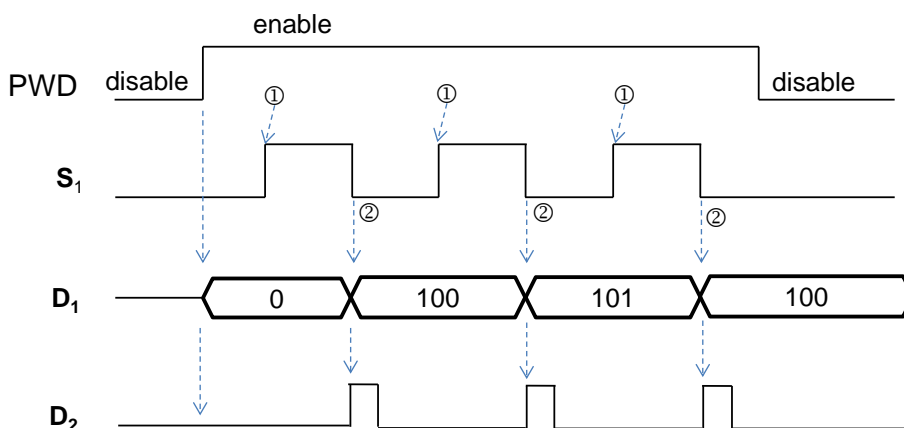 enable
PWD disable disable
① ① ①
S₁
② ② ②
D₁ 0 100 101 100
D₂